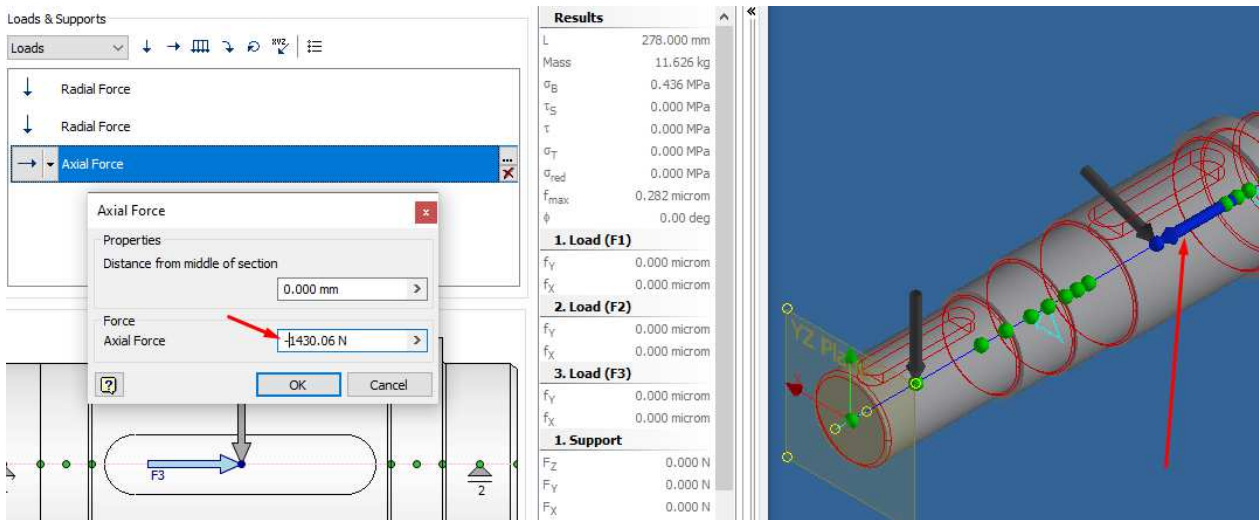 Loads & Supports
Loads
XYZ
Radial Force
Radial Force
Axial Force
Axial Force
Properties
Distance from middle of section
0.000 mm
Force
Axial Force
-1430.06 N
OK
Cancel
F3
2
Results
L 278.000 mm
Mass 11.626 kg
σB 0.436 MPa
τS 0.000 MPa
τ 0.000 MPa
σT 0.000 MPa
σred 0.000 MPa
fmax 0.282 microm
ϕ 0.00 deg
1. Load (F1)
fY 0.000 microm
fX 0.000 microm
2. Load (F2)
fY 0.000 microm
fX 0.000 microm
3. Load (F3)
fY 0.000 microm
fX 0.000 microm
1. Support
FZ 0.000 N
FY 0.000 N
FX 0.000 N
YZ